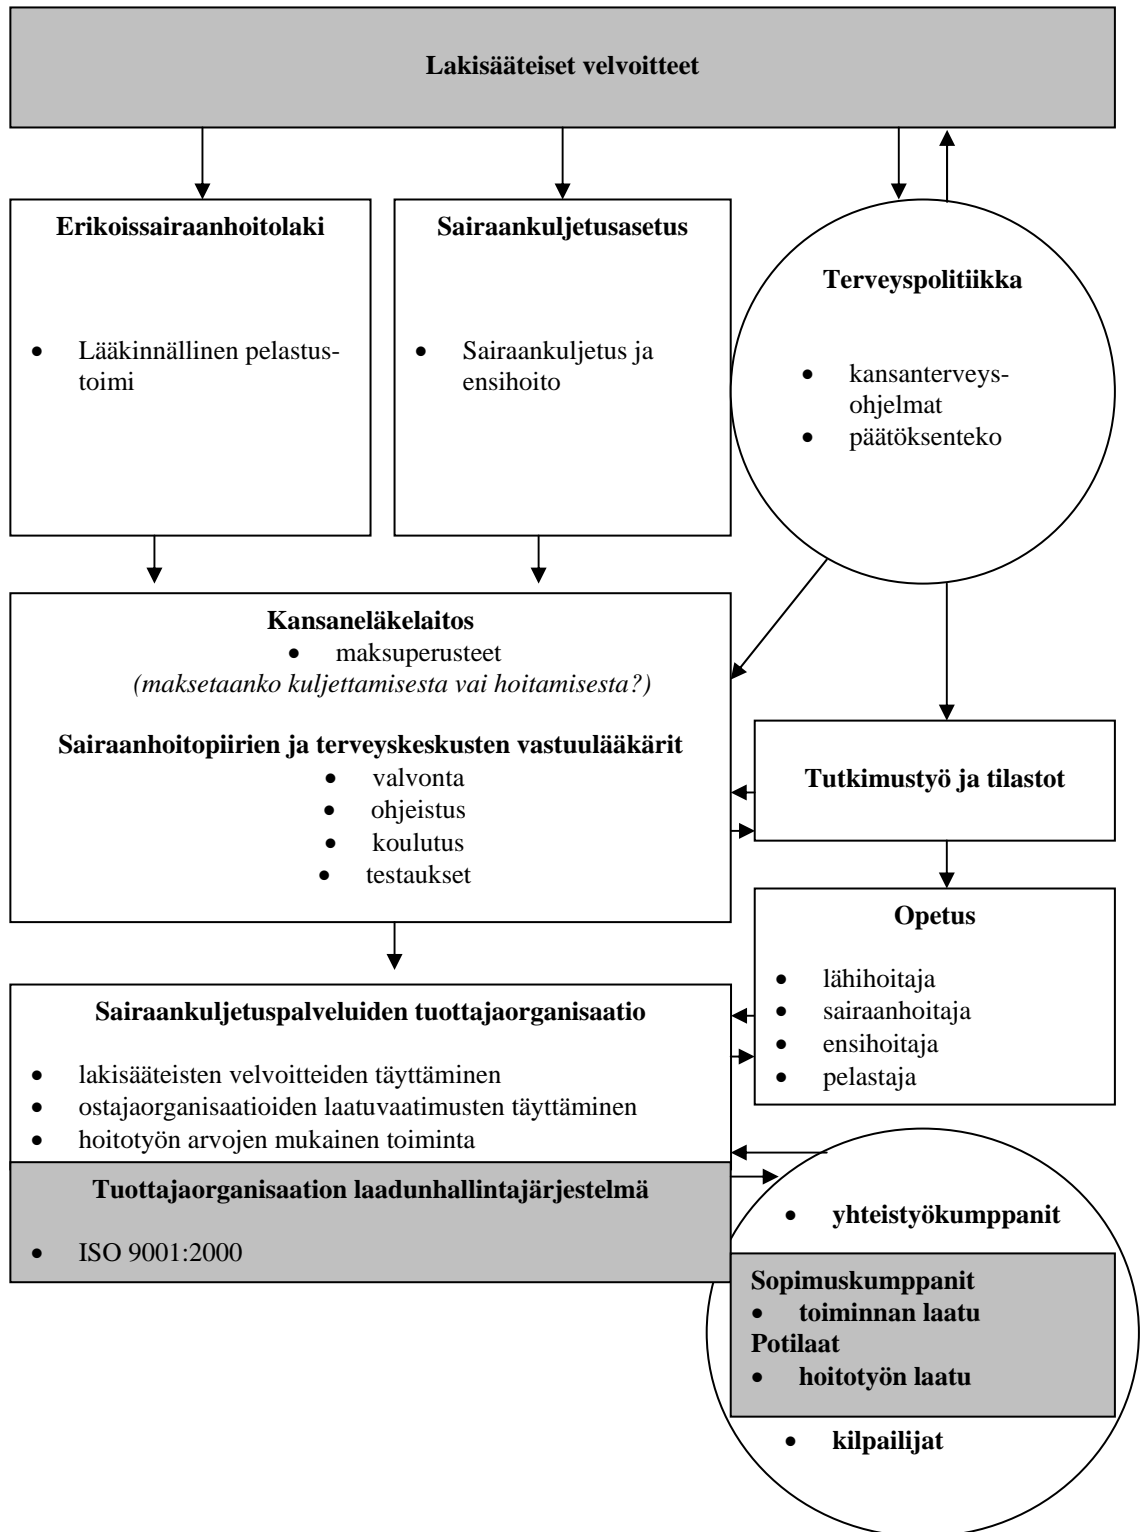 Lakisääteiset velvoitteet
Erikoissairaanhoitolaki
• Lääkinnällinen pelastus-
toimi
Sairaankuljetusasetus
• Sairaankuljetus ja
ensihoito
Terveyspolitiikka
• kansanterveys-
ohjelmat
• päätöksenteko
Kansaneläkelaitos
• maksuperusteet
(maksetaanko kuljettamisesta vai hoitamisesta?)
Sairaanhoitopiirien ja terveyskeskusten vastuulääkärit
• valvonta
• ohjeistus
• koulutus
• testaukset
Tutkimustyö ja tilastot
Opetus
• lähihoitaja
• sairaanhoitaja
• ensihoitaja
• pelastaja
Sairaankuljetuspalveluiden tuottajaorganisaatio
• lakisääteisten velvoitteiden täyttäminen
• ostajaorganisaatioiden laatuvaatimusten täyttäminen
• hoitotyön arvojen mukainen toiminta
Tuottajaorganisaation laadunhallintajärjestelmä
• ISO 9001:2000
• yhteistyökumppanit
Sopimuskumppanit
• toiminnan laatu
Potilaat
• hoitotyön laatu
• kilpailijat